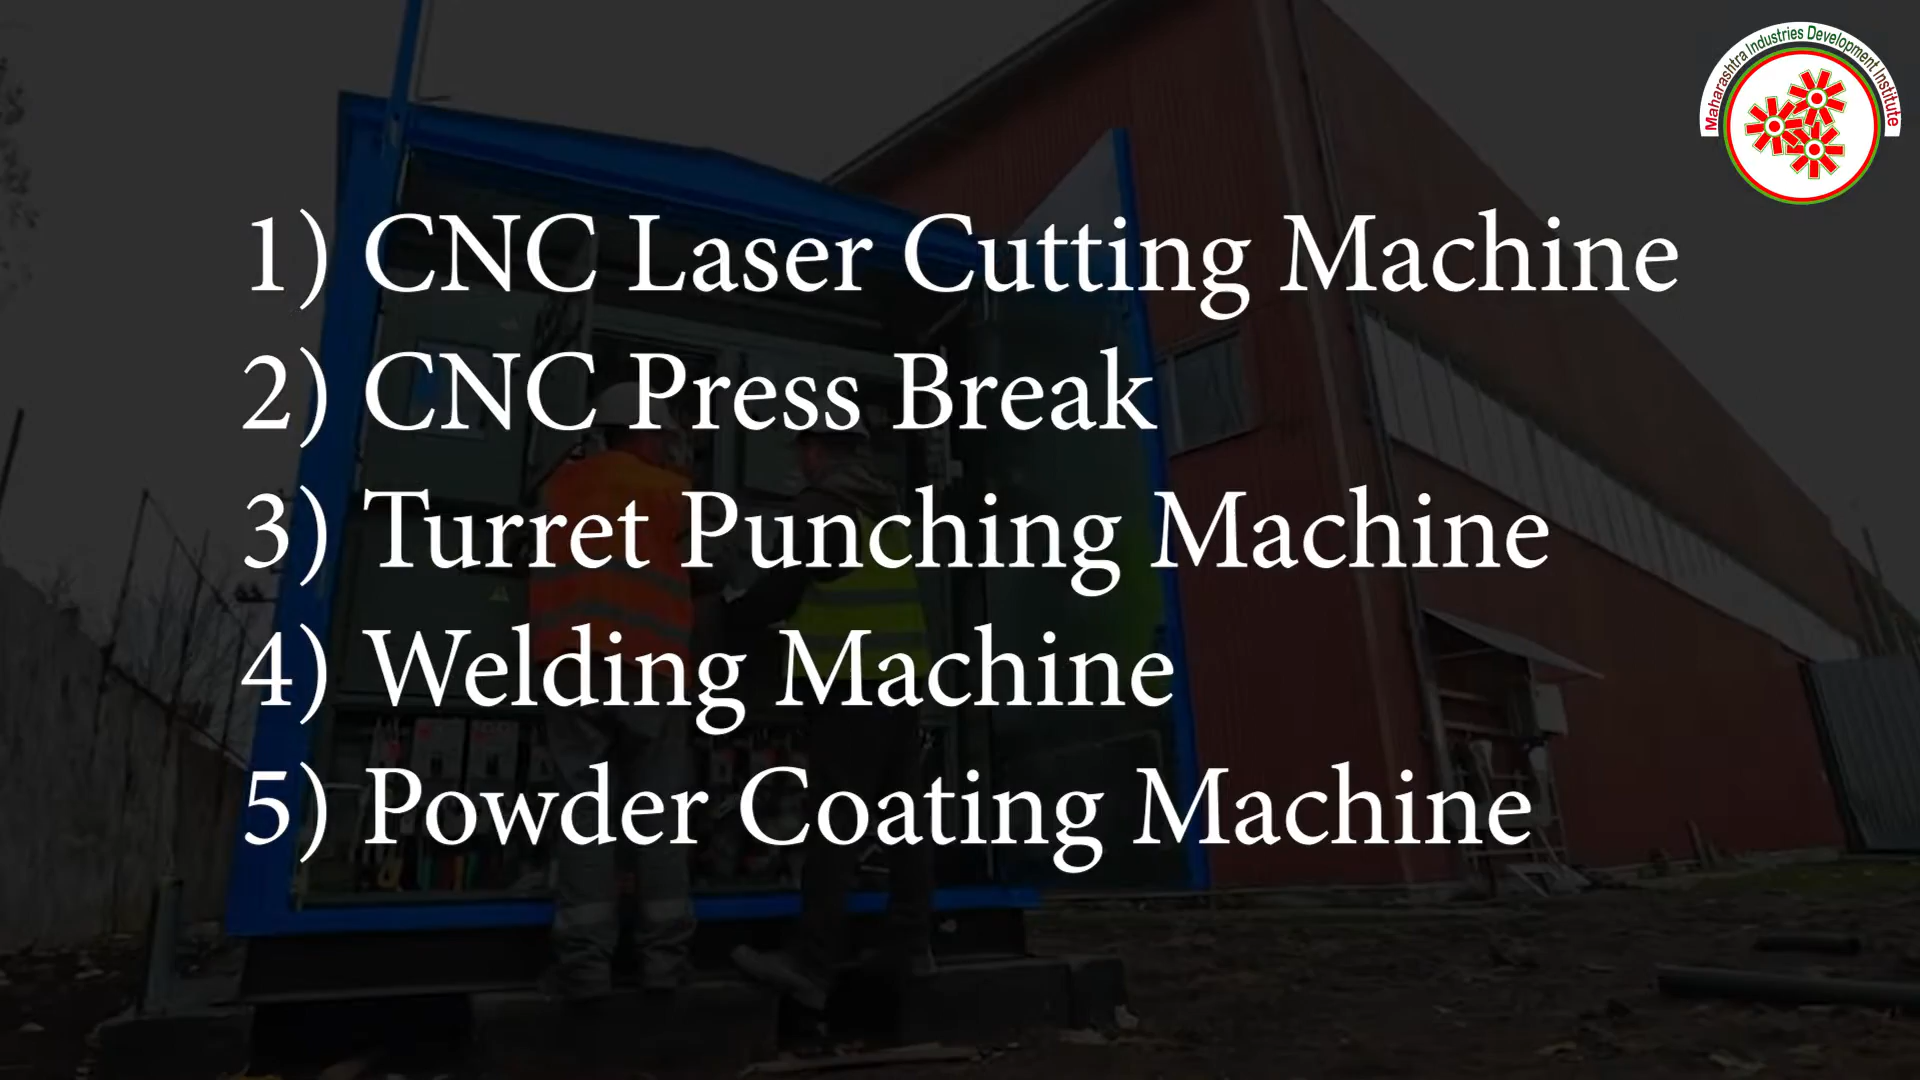 Maharashtra Industries Development Institute
1) CNC Laser Cutting Machine
2) CNC Press Break
3) Turret Punching Machine
4) Welding Machine
5) Powder Coating Machine